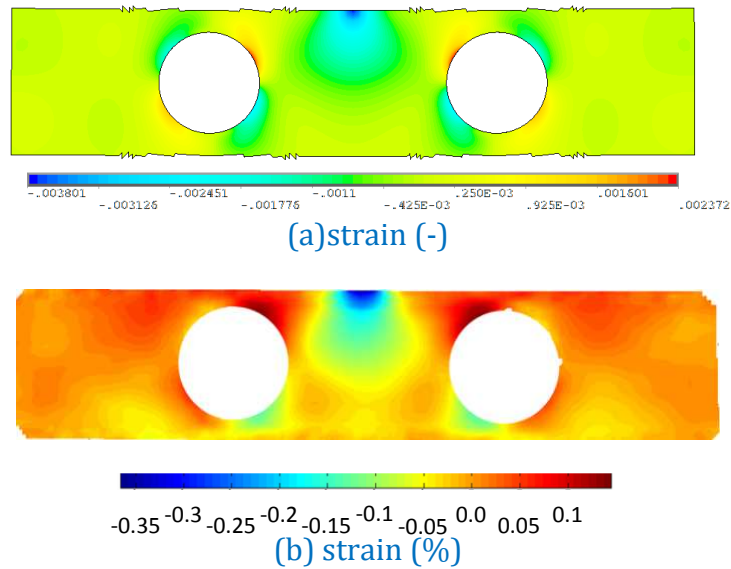 -.003801 -.002451 -.0011 .250E-03 .001601
-.003126 -.001776 -.425E-03 .925E-03 .002372
(a)strain (-)
-0.35 -0.3 -0.25 -0.2 -0.15 -0.1 -0.05 0.0 0.05 0.1
(b) strain (%)